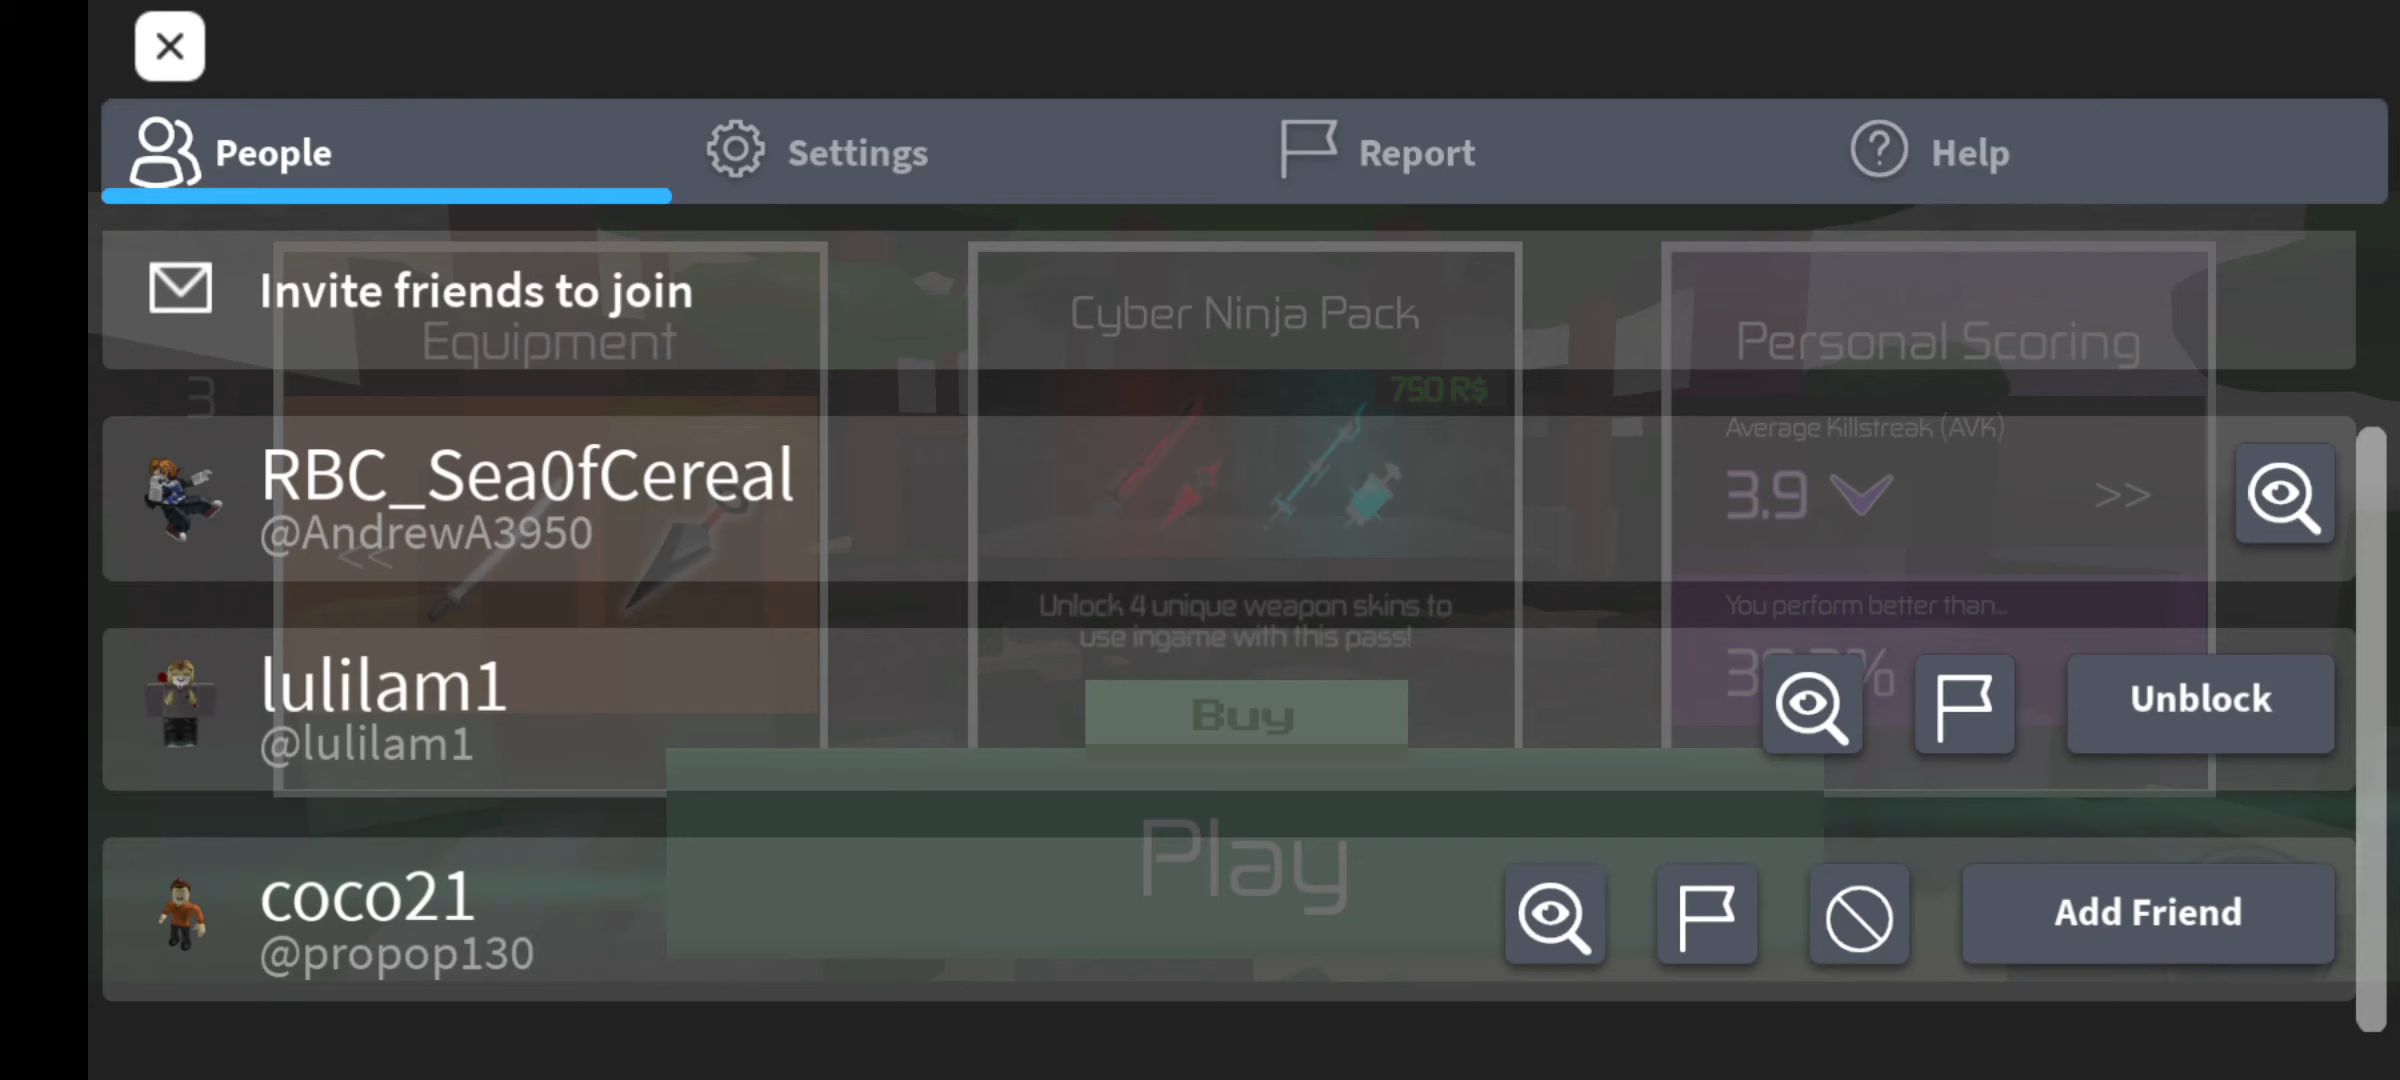 People
Settings
Report
Help
Invite friends to join
Equipment
Cyber Ninja Pack
Personal Scoring
750 R$
Average Killstreak (AVK)
RBC_Sea0fCereal
@AndrewA3950
<<
3.9
>>
Unlock 4 unique weapon skins to
use ingame with this pass!
You perform better than...
lulilam1
@lulilam1
Unblock
Buy
Play
coco21
@propop130
Add Friend